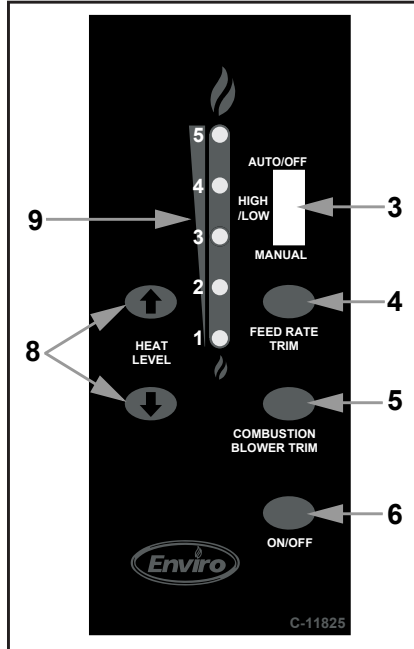 5
AUTO/OFF
4
HIGH
/LOW
3
9
3
MANUAL
2
4
FEED RATE
TRIM
8
HEAT
LEVEL
1
5
COMBUSTION
BLOWER TRIM
6
ON/OFF
Enviro
C-11825